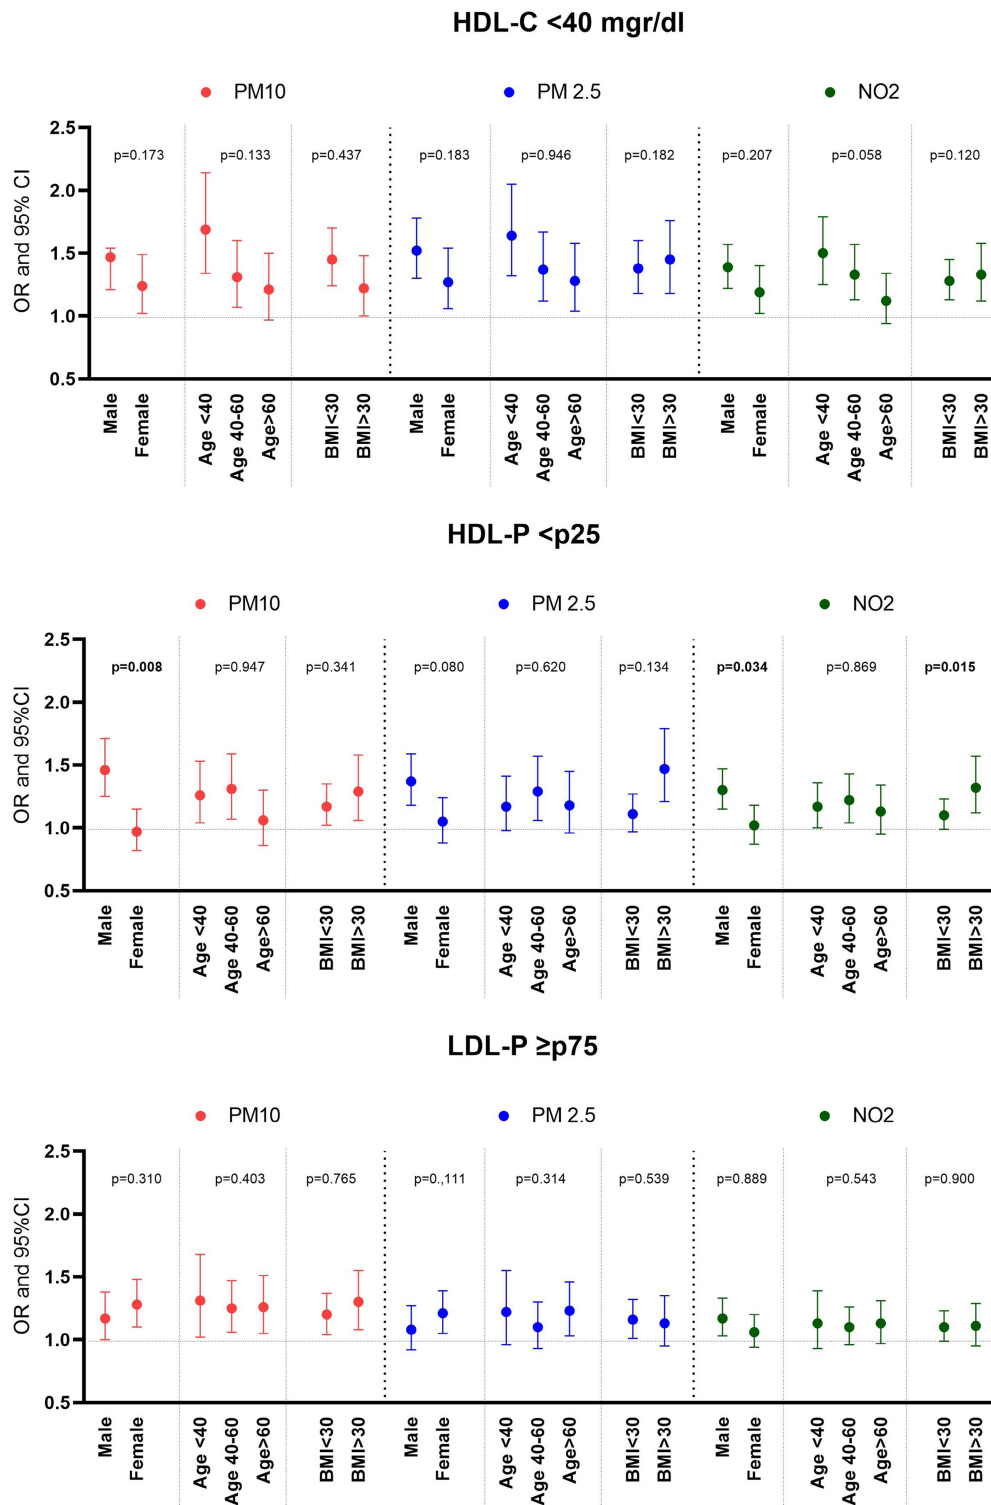 HDL-C <40 mgr/dl
PM10 PM 2.5 NO2
OR and 95% CI
2.5
2.0
1.5
1.0
0.5
p=0.173 p=0.133 p=0.437 p=0.183 p=0.946 p=0.182 p=0.207 p=0.058 p=0.120
Male Female Age <40 Age 40-60 Age>60 BMI<30 BMI>30 Male Female Age <40 Age 40-60 Age>60 BMI<30 BMI>30 Male Female Age <40 Age 40-60 Age>60 BMI<30 BMI>30
HDL-P <p25
PM10 PM 2.5 NO2
OR and 95%CI
2.5
2.0
1.5
1.0
0.5
p=0.008 p=0.947 p=0.341 p=0.080 p=0.620 p=0.134 p=0.034 p=0.869 p=0.015
Male Female Age <40 Age 40-60 Age>60 BMI<30 BMI>30 Male Female Age <40 Age 40-60 Age>60 BMI<30 BMI>30 Male Female Age <40 Age 40-60 Age>60 BMI<30 BMI>30
LDL-P ≥p75
PM10 PM 2.5 NO2
OR and 95%CI
2.5
2.0
1.5
1.0
0.5
p=0.310 p=0.403 p=0.765 p=0.,111 p=0.314 p=0.539 p=0.889 p=0.543 p=0.900
Male Female Age <40 Age 40-60 Age>60 BMI<30 BMI>30 Male Female Age <40 Age 40-60 Age>60 BMI<30 BMI>30 Male Female Age <40 Age 40-60 Age>60 BMI<30 BMI>30